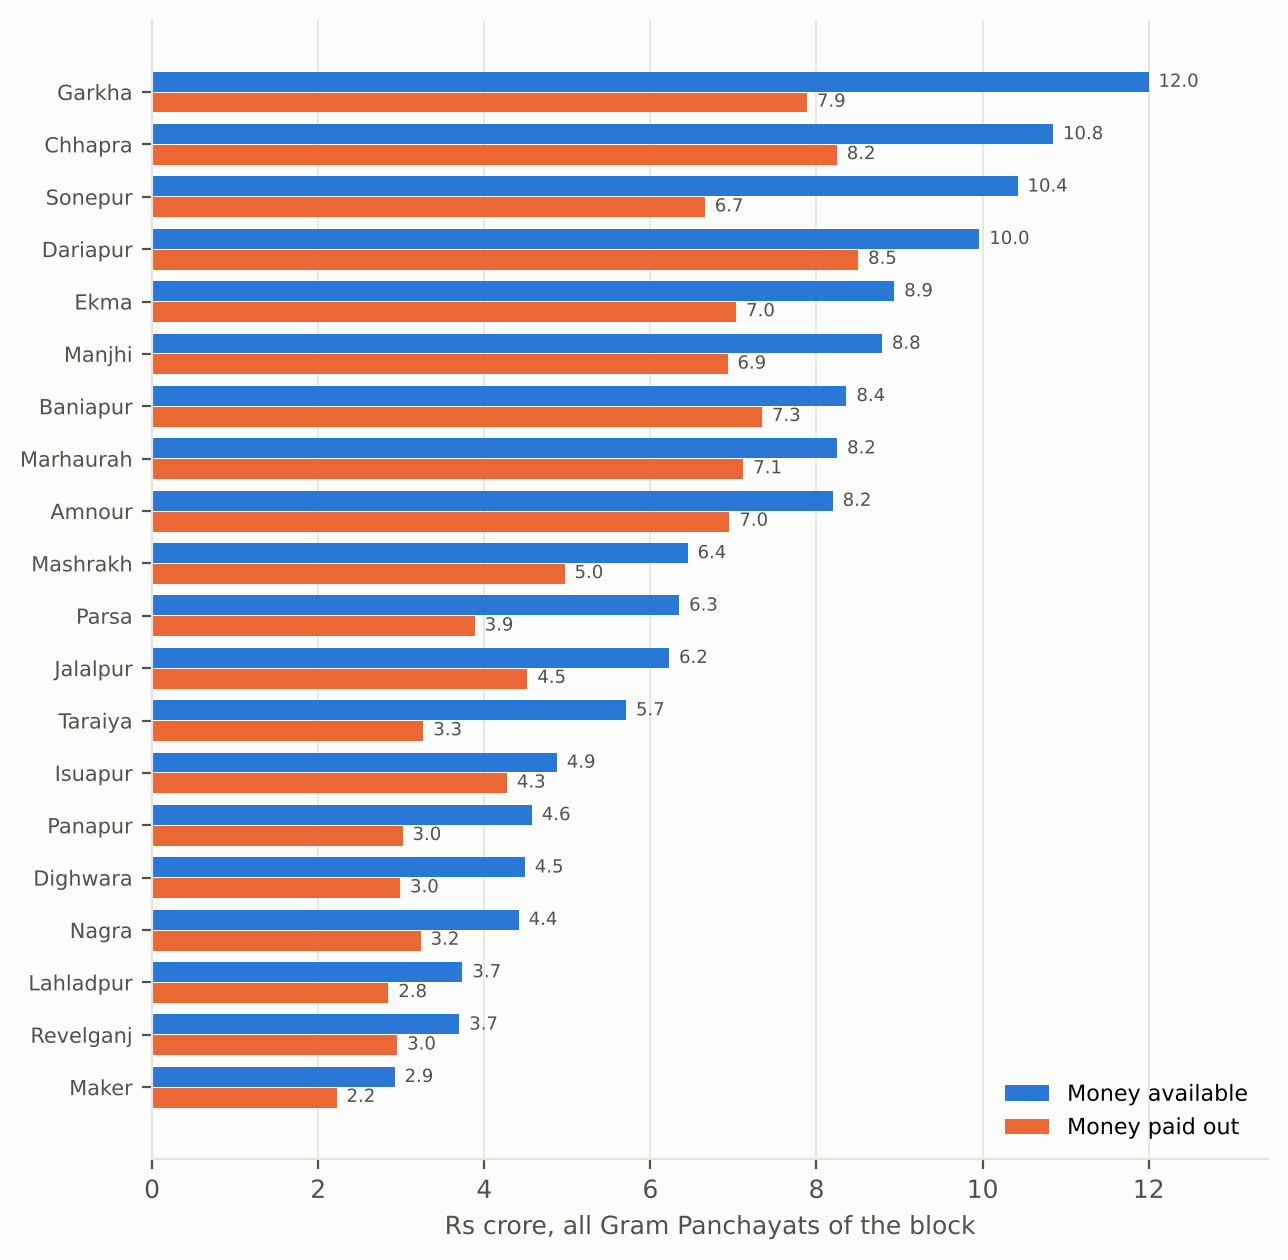 Garkha 12.0
7.9
Chhapra 10.8
8.2
Sonepur 10.4
6.7
Dariapur 10.0
8.5
Ekma 8.9
7.0
Manjhi 8.8
6.9
Baniapur 8.4
7.3
Marhaurah 8.2
7.1
Amnour 8.2
7.0
Mashrakh 6.4
5.0
Parsa 6.3
3.9
Jalalpur 6.2
4.5
Taraiya 5.7
3.3
Isuapur 4.9
4.3
Panapur 4.6
3.0
Dighwara 4.5
3.0
Nagra 4.4
3.2
Lahladpur 3.7
2.8
Revelganj 3.7
3.0
Maker 2.9
2.2
Money available
Money paid out
0 2 4 6 8 10 12
Rs crore, all Gram Panchayats of the block